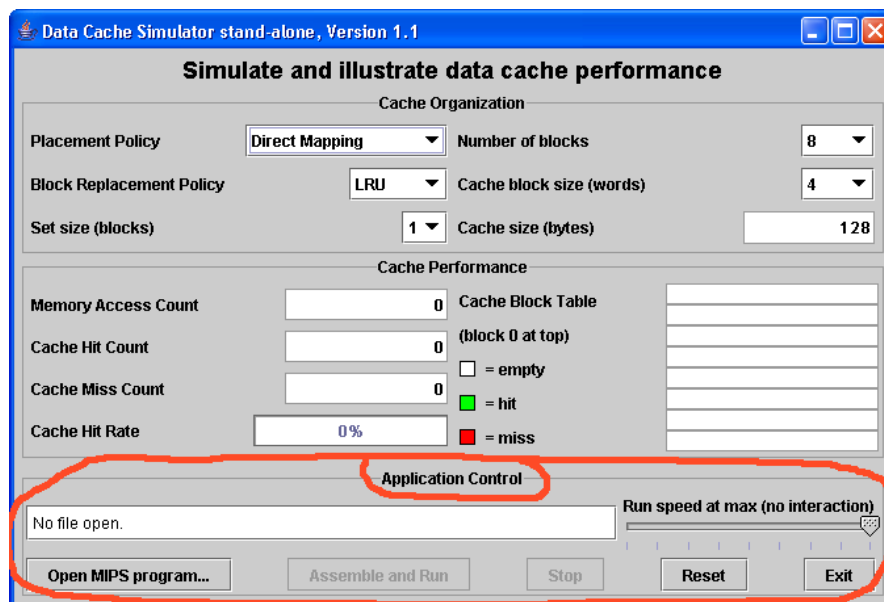 Data Cache Simulator stand-alone, Version 1.1
Simulate and illustrate data cache performance
Cache Organization
Placement Policy Direct Mapping Number of blocks 8
Block Replacement Policy LRU Cache block size (words) 4
Set size (blocks) 1 Cache size (bytes) 128
Cache Performance
Memory Access Count 0 Cache Block Table
(block 0 at top)
Cache Hit Count 0
= empty
Cache Miss Count 0
= hit
Cache Hit Rate 0%
= miss
Application Control
Run speed at max (no interaction)
No file open.
Open MIPS program... Assemble and Run Stop Reset Exit